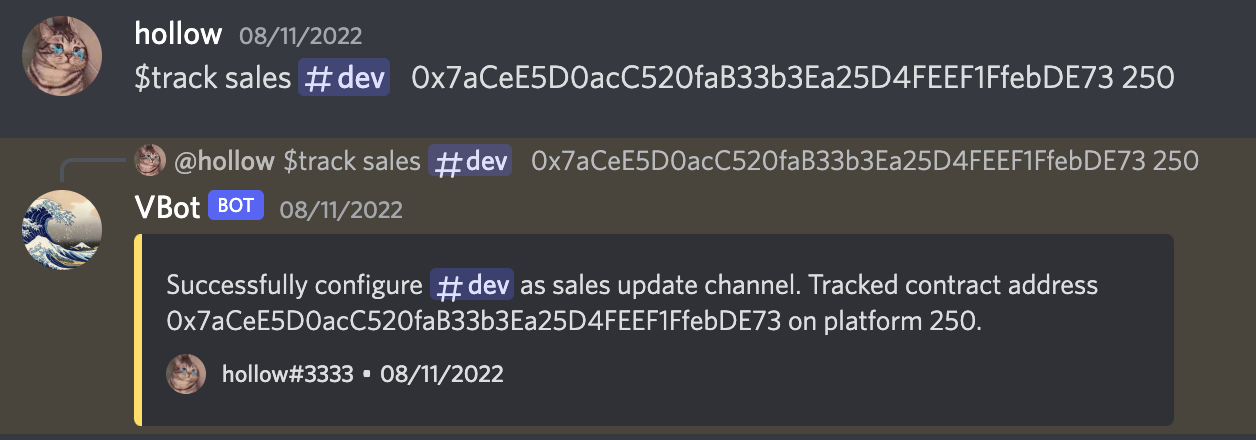 hollow 08/11/2022
$track sales # dev 0x7aCeE5D0acC520faB33b3Ea25D4FEEF1FfebDE73 250
@hollow $track sales # dev 0x7aCeE5D0acC520faB33b3Ea25D4FEEF1FfebDE73 250
VBot BOT 08/11/2022
Successfully configure # dev as sales update channel. Tracked contract address
0x7aCeE5D0acC520faB33b3Ea25D4FEEF1FfebDE73 on platform 250.
hollow#3333 • 08/11/2022